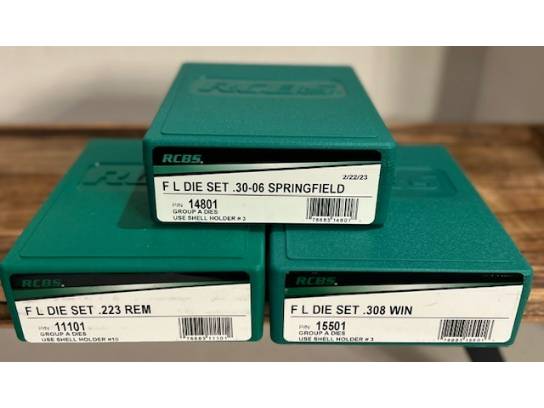 RCBS
RCBS.
2/22/23
F L DIE SET .30-06 SPRINGFIELD
P/N 14801
GROUP A DIES
USE SHELL HOLDER # 3
RCBS.
F L DIE SET .223 REM
P/N 11101
GROUP A DIES
USE SHELL HOLDER #10
RCBS.
F L DIE SET .308 WIN
P/N 15501
GROUP A DIES
USE SHELL HOLDER # 3